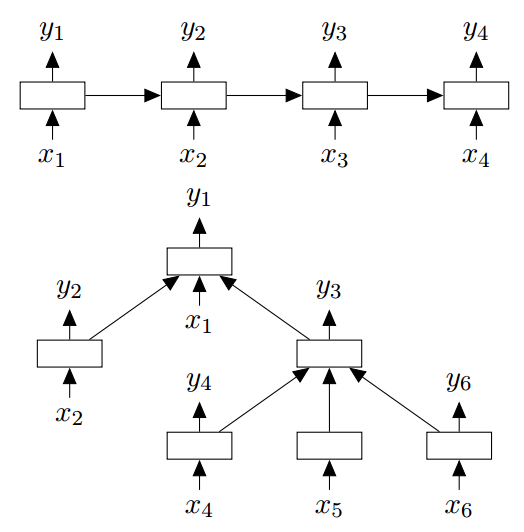 y₁ y₂ y₃ y₄
x₁ x₂ x₃ x₄
y₁
y₂ y₃
x₁
y₄ y₆
x₂
x₄ x₅ x₆